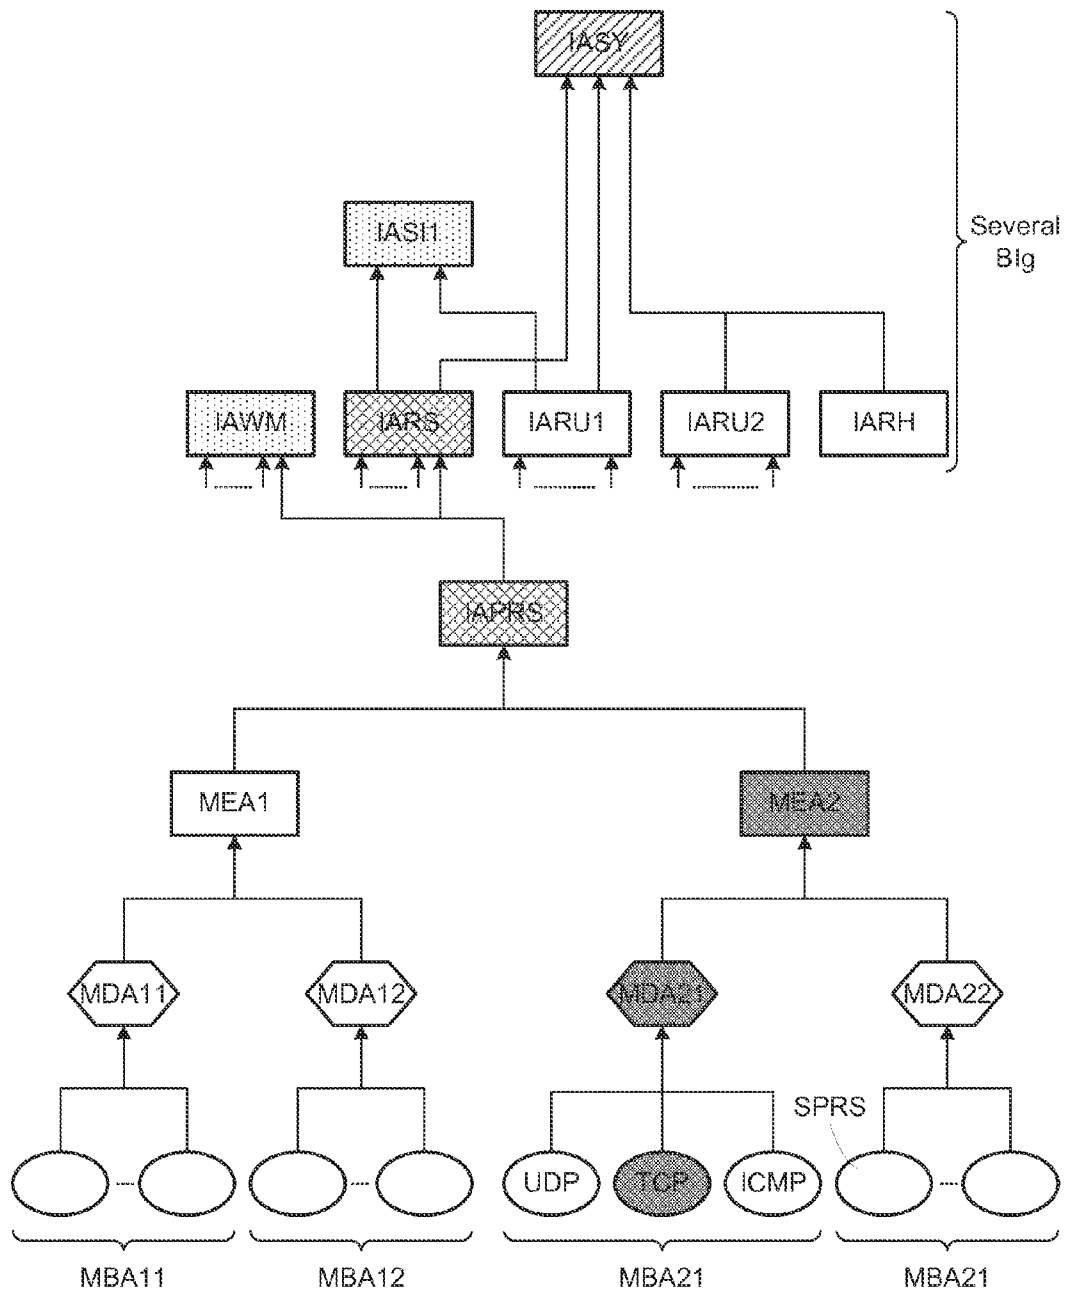 IASY
Several
BIg
IASI1
IAWM
IARS
IARU1
IARU2
IARH
IAPRS
MEA1
MEA2
MDA11
MDA12
MDA21
MDA22
SPRS
UDP
TCP
ICMP
MBA11
MBA12
MBA21
MBA21